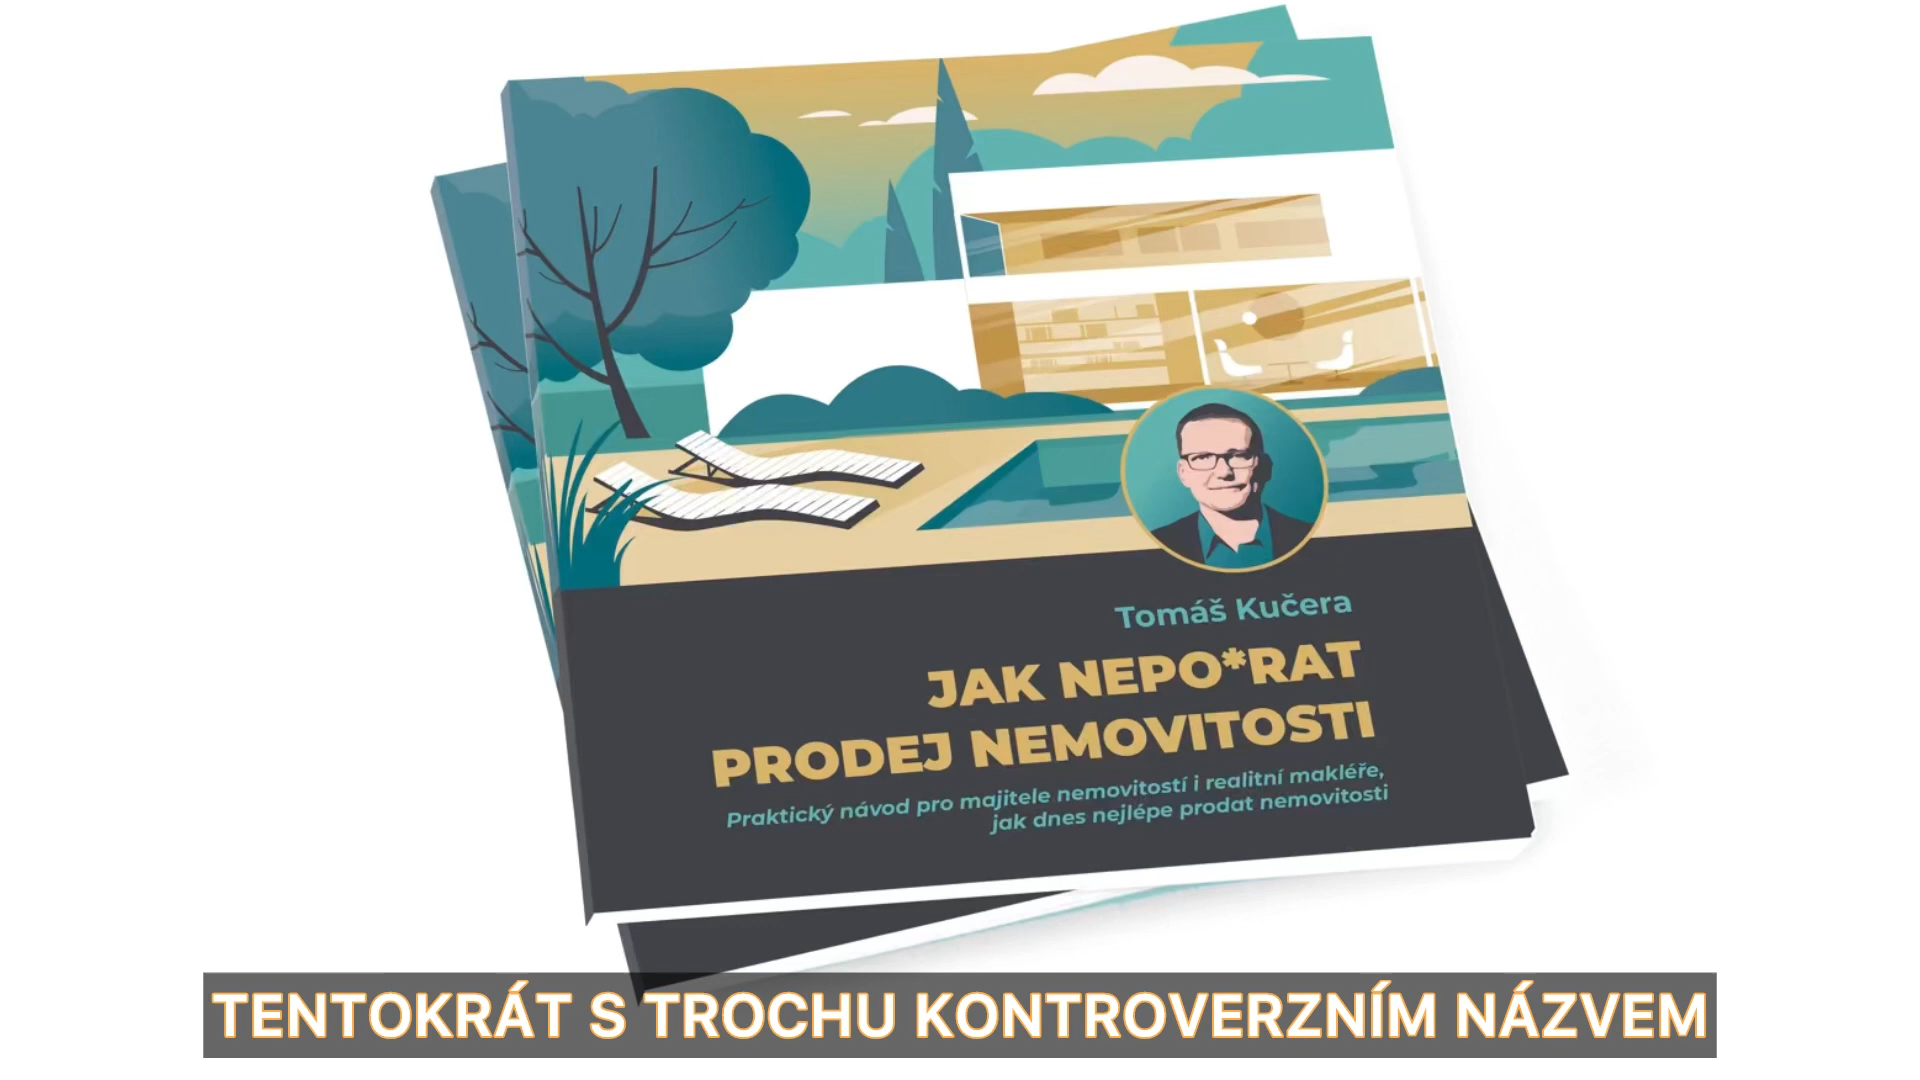 Tomáš Kučera
JAK NEPO*RAT
PRODEJ NEMOVITOSTI
Praktický návod pro majitele nemovitostí i realitní makléře,
jak dnes nejlépe prodat nemovitosti
TENTOKRÁT S TROCHU KONTROVERZNÍM NÁZVEM